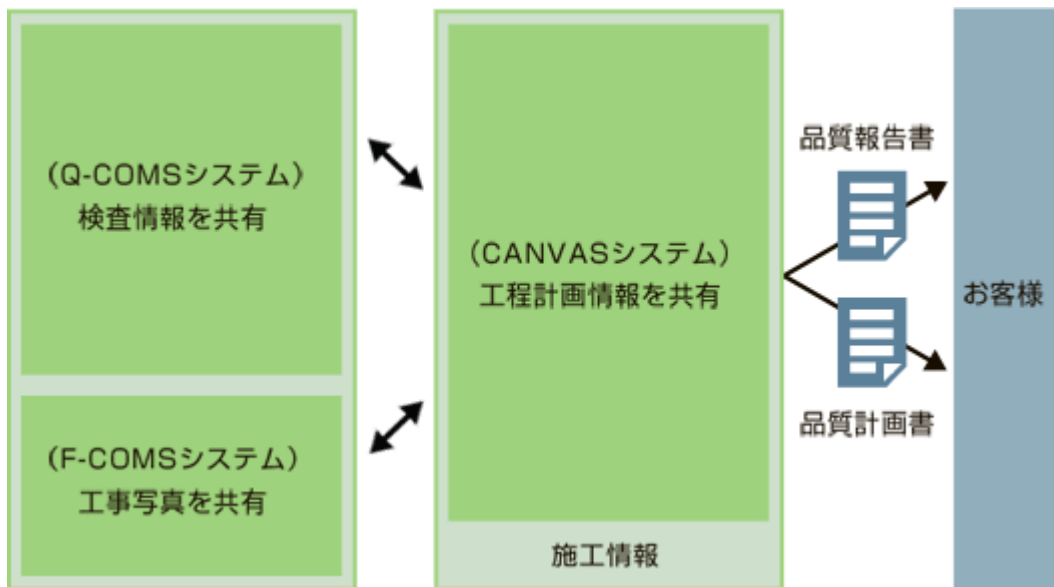 （Q-COMSシステム）
検査情報を共有
（F-COMSシステム）
工事写真を共有
（CANVASシステム）
工程計画情報を共有
施工情報
品質報告書
品質計画書
お客様